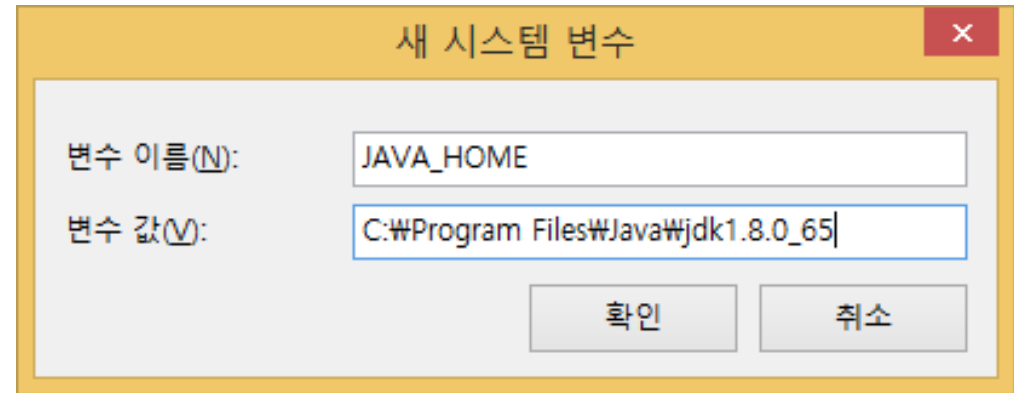 새 시스템 변수
변수 이름(N):
JAVA_HOME
변수 값(V):
C:₩Program Files₩Java₩jdk1.8.0_65
확인
취소